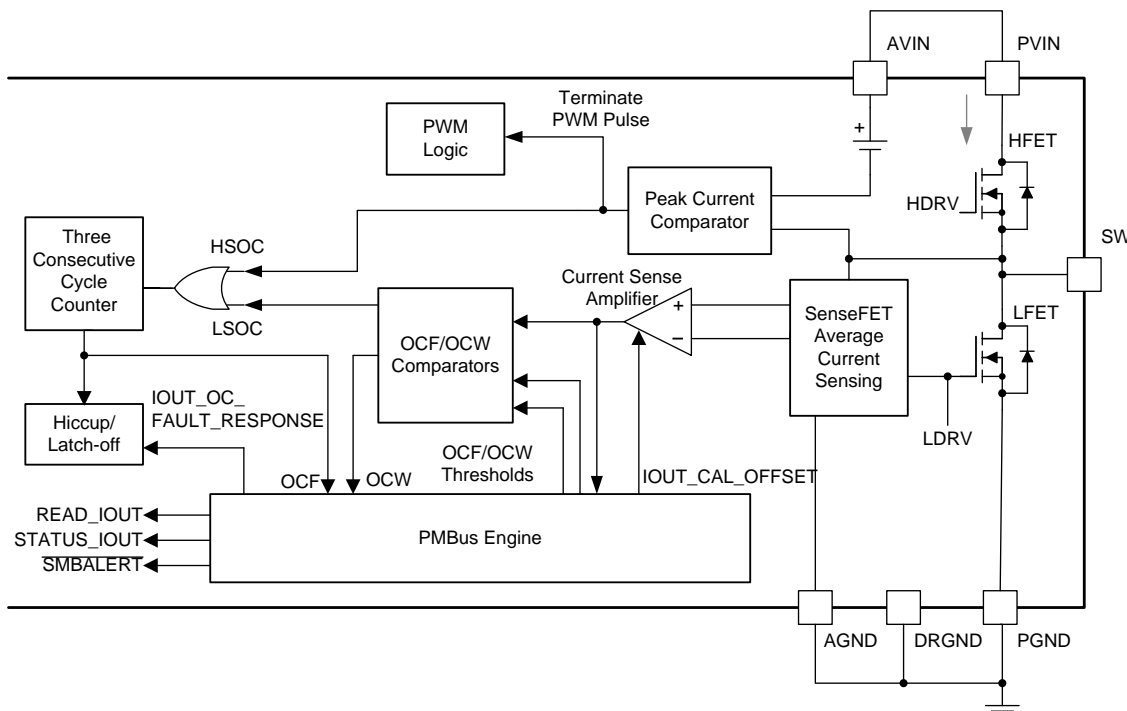 AVIN
PVIN
Terminate
PWM Pulse
PWM
Logic
+
HFET
Peak Current
Comparator
HDRV
Three
Consecutive
Cycle
Counter
HSOC
SW
Current Sense
Amplifier
LSOC
+
−
SenseFET
Average
Current
Sensing
LFET
OCF/OCW
Comparators
IOUT_OC_
FAULT_RESPONSE
Hiccup/
Latch-off
LDRV
OCF/OCW
Thresholds
OCF
OCW
IOUT_CAL_OFFSET
READ_IOUT
STATUS_IOUT
SMBALERT
PMBus Engine
AGND
DRGND
PGND